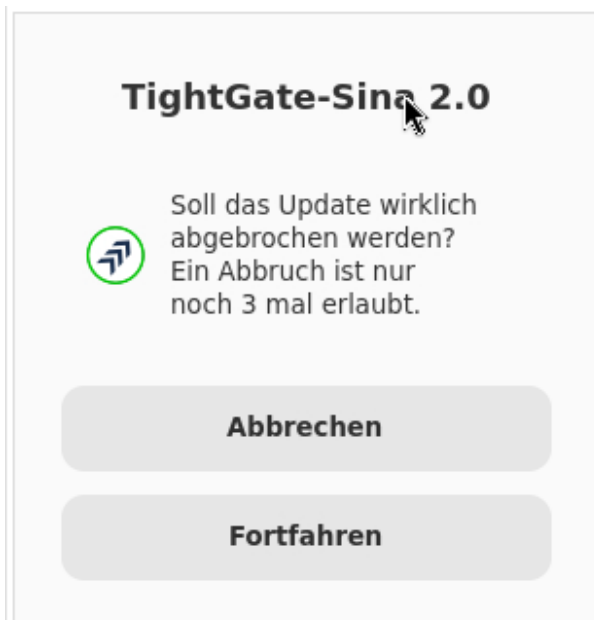 TightGate-Sina 2.0
Soll das Update wirklich
abgebrochen werden?
Ein Abbruch ist nur
noch 3 mal erlaubt.
Abbrechen
Fortfahren